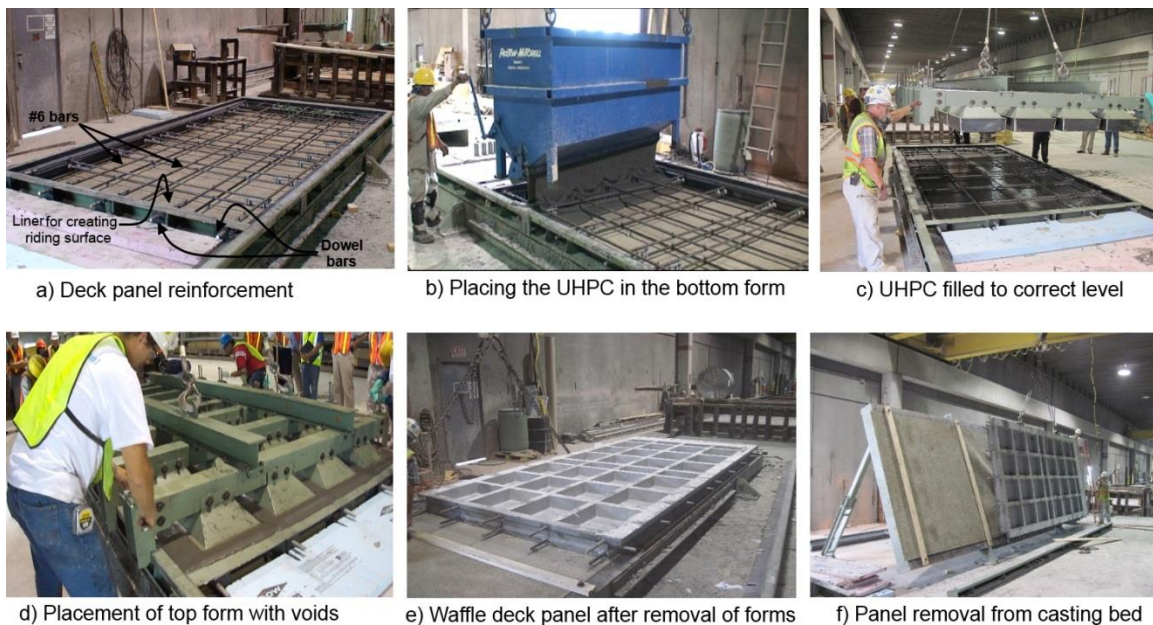 #6 bars
Liner for creating
riding surface
Dowel
bars
a) Deck panel reinforcement
b) Placing the UHPC in the bottom form
c) UHPC filled to correct level
d) Placement of top form with voids
e) Waffle deck panel after removal of forms
f) Panel removal from casting bed